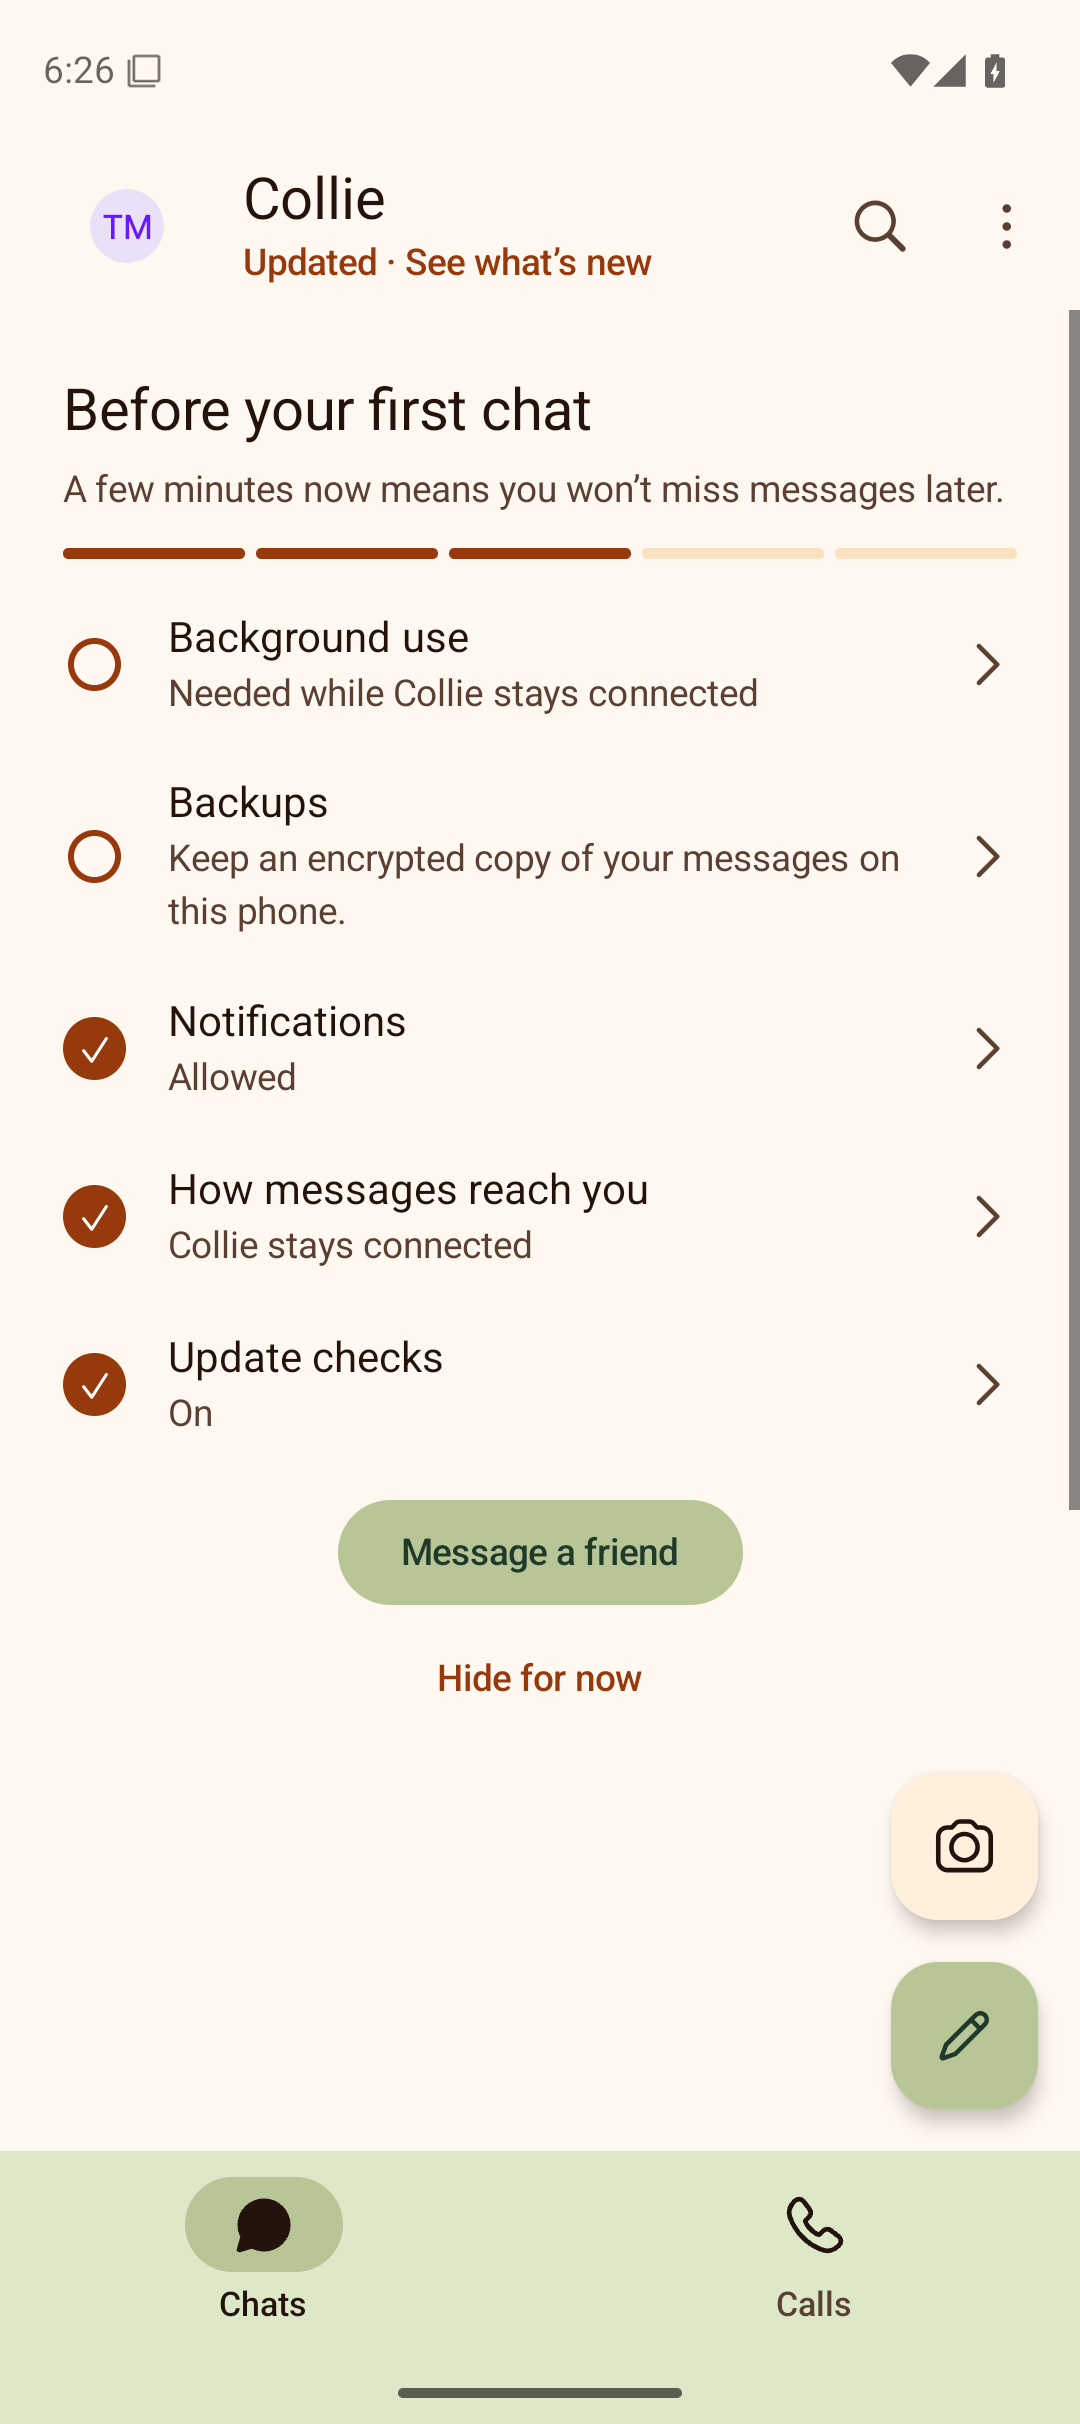 6:26
TM
Collie
Updated · See what’s new
Before your first chat
A few minutes now means you won’t miss messages later.
Background use
Needed while Collie stays connected
Backups
Keep an encrypted copy of your messages on
this phone.
Notifications
Allowed
How messages reach you
Collie stays connected
Update checks
On
Message a friend
Hide for now
Chats
Calls